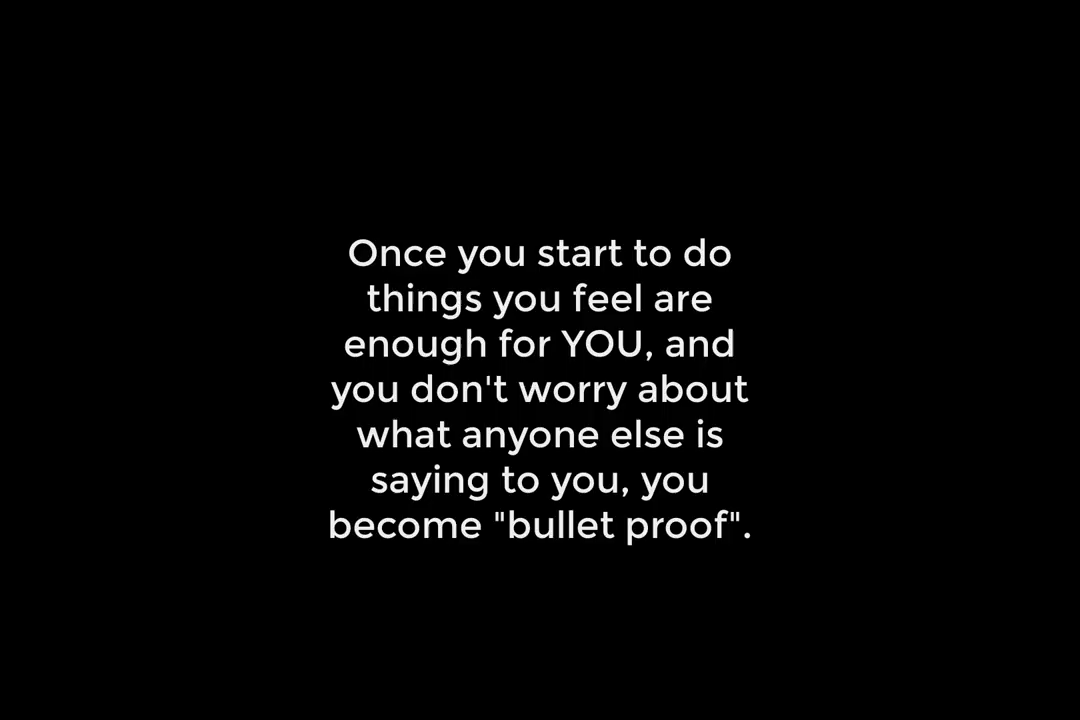 Once you start to do
things you feel are
enough for YOU, and
you don't worry about
what anyone else is
saying to you, you
become "bullet proof".